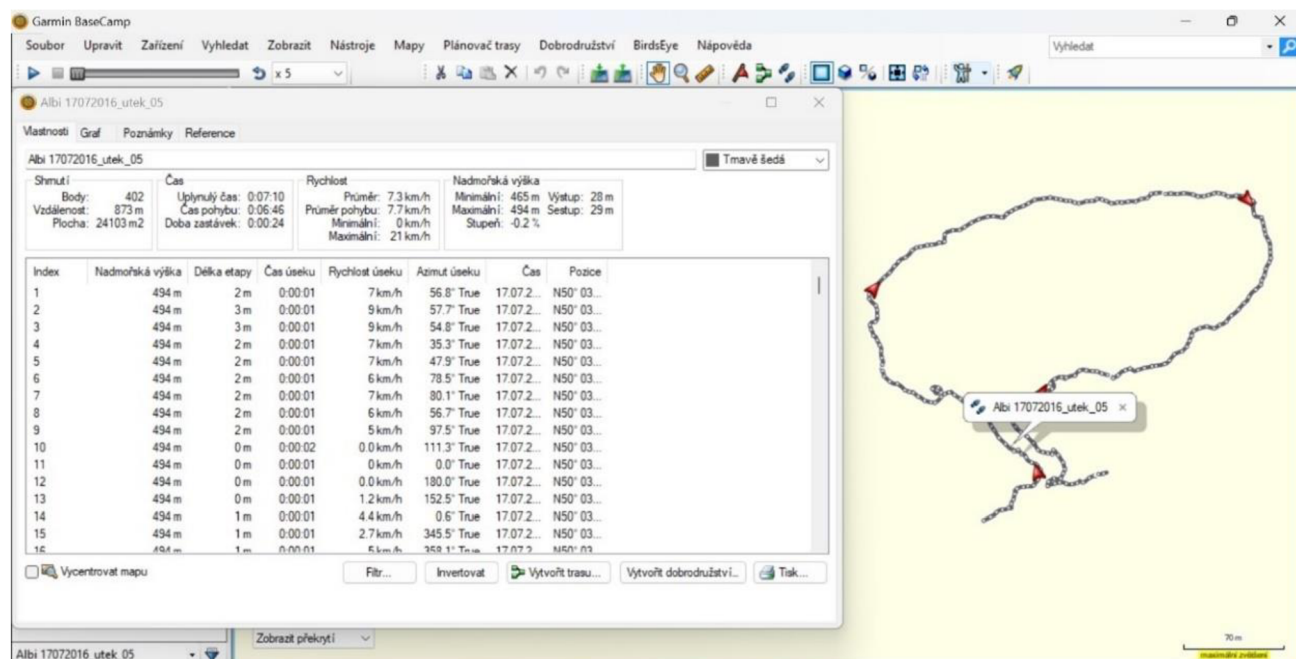 Garmin BaseCamp
Soubor Upravit Zařízení Vyhledat Zobrazit Nástroje Mapy Plánovač trasy Dobrodružství BirdsEye Nápověda
Vyhledat
x 5
Albi 17072016_utek_05
Vlastnosti Graf Poznámky Reference
Albi 17072016_utek_05
Tmavě šedá
Shrnutí Čas Rychlost Nadmořská výška
Body: 402 Uplynulý čas: 0:07:10 Průměr: 7.3 km/h Minimální: 465 m Výstup: 28 m
Vzdálenost: 873 m Čas pohybu: 0:06:46 Průměr pohybu: 7.7 km/h Maximální: 494 m Sestup: 29 m
Plocha: 24103 m2 Doba zastávek: 0:00:24 Minimální: 0 km/h Stupeň: -0.2 %
Maximální: 21 km/h
Index Nadmořská výška Délka etapy Čas úseku Rychlost úseku Azimut úseku Čas Pozice
1 494 m 2 m 0:00:01 7 km/h 56.8° True 17.07.2... N50° 03...
2 494 m 3 m 0:00:01 9 km/h 57.7° True 17.07.2... N50° 03...
3 494 m 3 m 0:00:01 9 km/h 54.8° True 17.07.2... N50° 03...
4 494 m 2 m 0:00:01 7 km/h 35.3° True 17.07.2... N50° 03...
5 494 m 2 m 0:00:01 7 km/h 47.9° True 17.07.2... N50° 03...
6 494 m 2 m 0:00:01 6 km/h 78.5° True 17.07.2... N50° 03...
7 494 m 2 m 0:00:01 7 km/h 80.1° True 17.07.2... N50° 03...
8 494 m 2 m 0:00:01 6 km/h 56.7° True 17.07.2... N50° 03...
9 494 m 2 m 0:00:01 5 km/h 97.5° True 17.07.2... N50° 03...
10 494 m 0 m 0:00:02 0.0 km/h 111.3° True 17.07.2... N50° 03...
11 494 m 0 m 0:00:01 0 km/h 0.0° True 17.07.2... N50° 03...
12 494 m 0 m 0:00:01 0.0 km/h 180.0° True 17.07.2... N50° 03...
13 494 m 0 m 0:00:01 1.2 km/h 152.5° True 17.07.2... N50° 03...
14 494 m 1 m 0:00:01 4.4 km/h 0.6° True 17.07.2... N50° 03...
15 494 m 1 m 0:00:01 2.7 km/h 345.5° True 17.07.2... N50° 03...
16 494 m 1 m 0:00:01 5 km/h 358.1° True 17.07.2... N50° 03...
Vycentrovat mapu Filtr... Invertovat Vytvořit trasu... Vytvořit dobrodružství... Tisk...
Albi 17072016_utek_05
Zobrazit překrytí
70 m
maximální zvětšení
Albi 17072016_utek_05